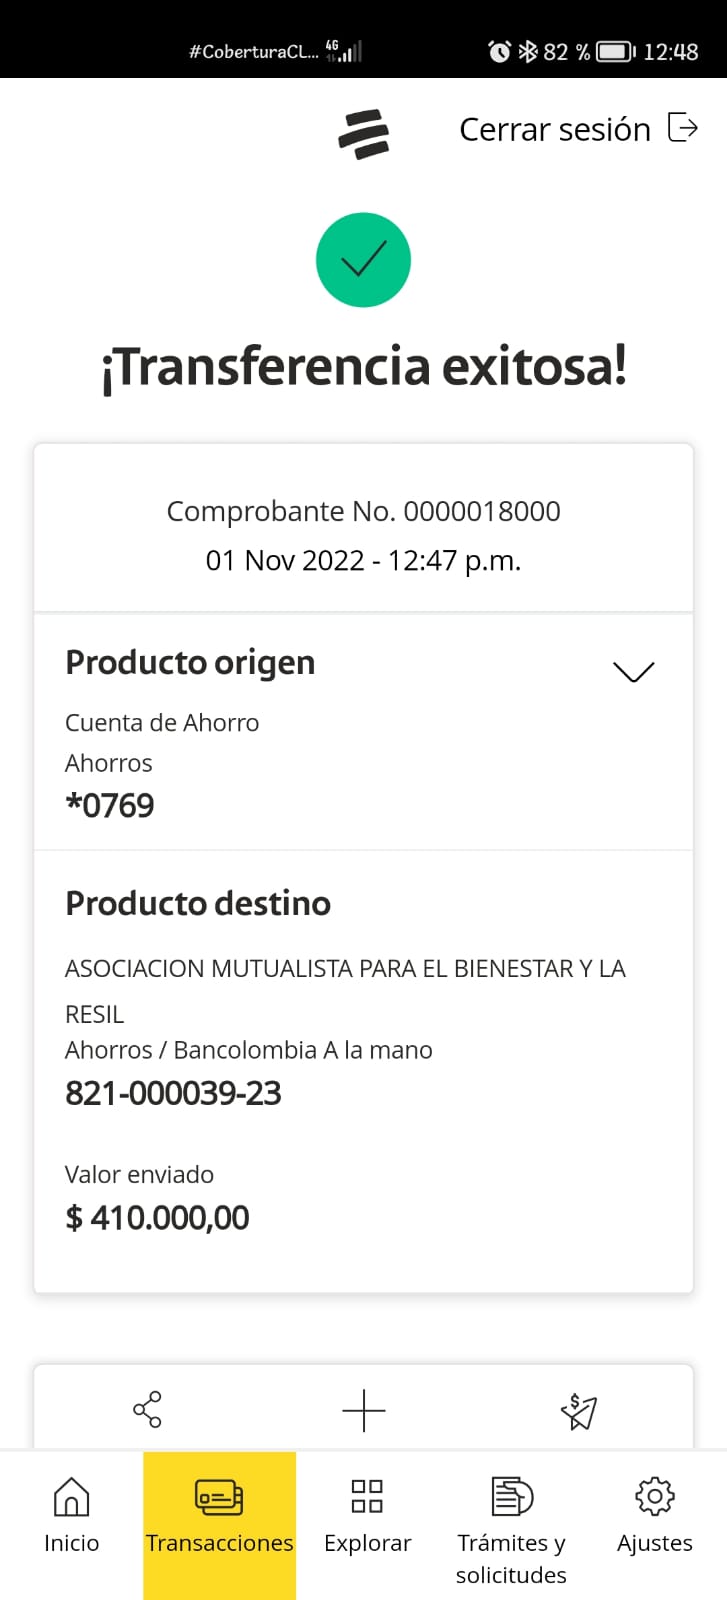 #CoberturaCL... 4G 82 % 12:48
Cerrar sesión
¡Transferencia exitosa!
Comprobante No. 0000018000
01 Nov 2022 - 12:47 p.m.
Producto origen
Cuenta de Ahorro
Ahorros
*0769
Producto destino
ASOCIACION MUTUALISTA PARA EL BIENESTAR Y LA
RESIL
Ahorros / Bancolombia A la mano
821-000039-23
Valor enviado
$ 410.000,00
Inicio
Transacciones
Explorar
Trámites y
solicitudes
Ajustes